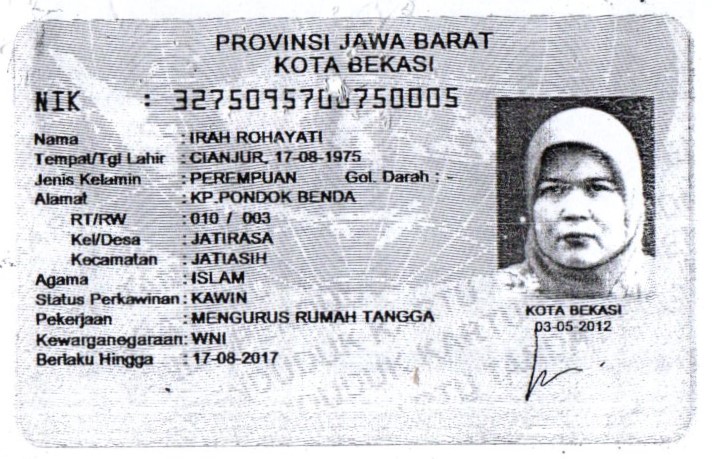 PROVINSI JAWA BARAT
KOTA BEKASI
NIK : 3275095708750005
Nama : IRAH ROHAYATI
Tempat/Tgl Lahir : CIANJUR, 17-08-1975
Jenis Kelamin : PEREMPUAN Gol. Darah : -
Alamat : KP.PONDOK BENDA
RT/RW : 010 / 003
Kel/Desa : JATIRASA
Kecamatan : JATIASIH
Agama : ISLAM
Status Perkawinan : KAWIN
Pekerjaan : MENGURUS RUMAH TANGGA
Kewarganegaraan: WNI
Berlaku Hingga : 17-08-2017
KOTA BEKASI
03-05-2012